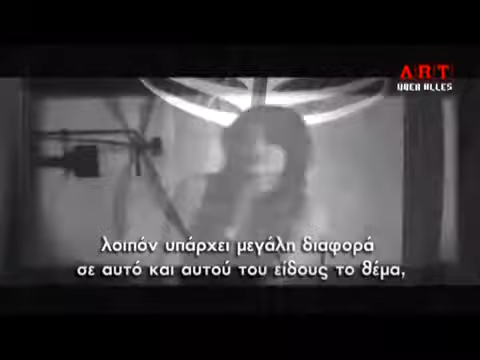 ART
UBER ALLES
λοιπόν υπάρχει μεγάλη διαφορά
σε αυτό και αυτού του είδους το θέμα,